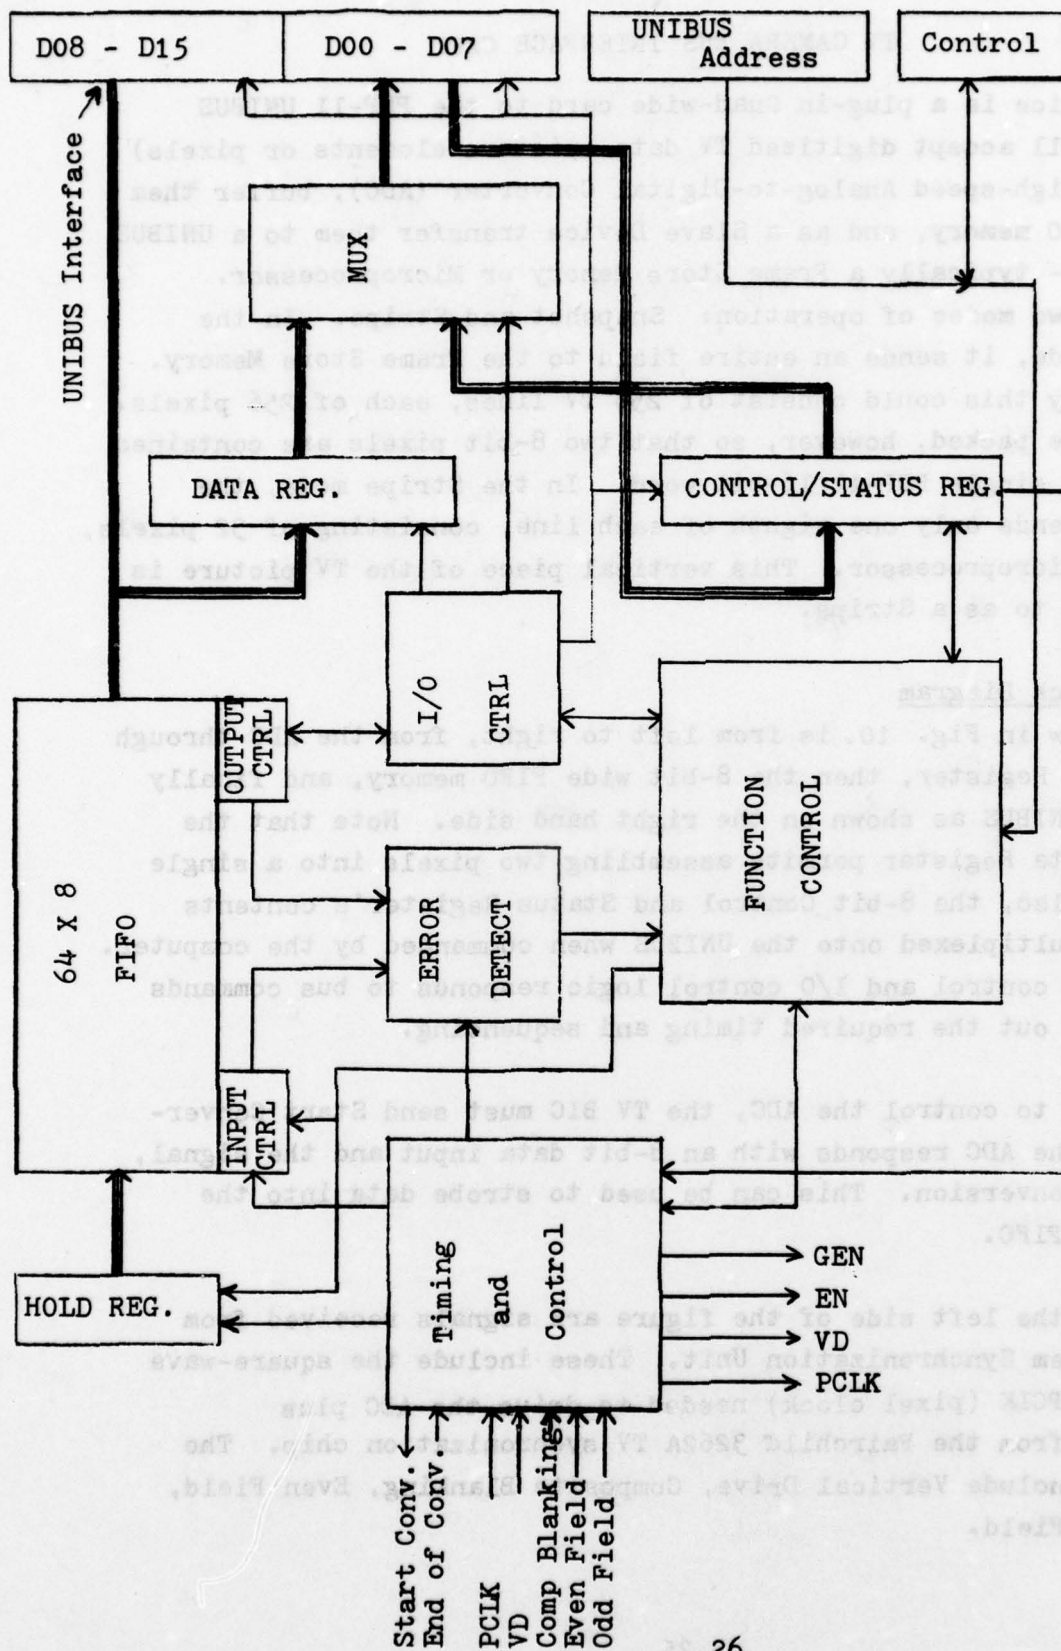 D08 - D15
D00 - D07
UNIBUS
Address
Control
UNIBUS Interface
MUX
DATA REG.
CONTROL/STATUS REG.
64 X 8
FIFO
OUTPUT
CTRL
I/O
CTRL
ERROR
DETECT
FUNCTION
CONTROL
INPUT
CTRL
HOLD REG.
Timing
and
Control
GEN
EN
VD
PCLK
Start Conv.
End of Conv.
PCLK
VD
Comp Blanking
Even Field
Odd Field
26